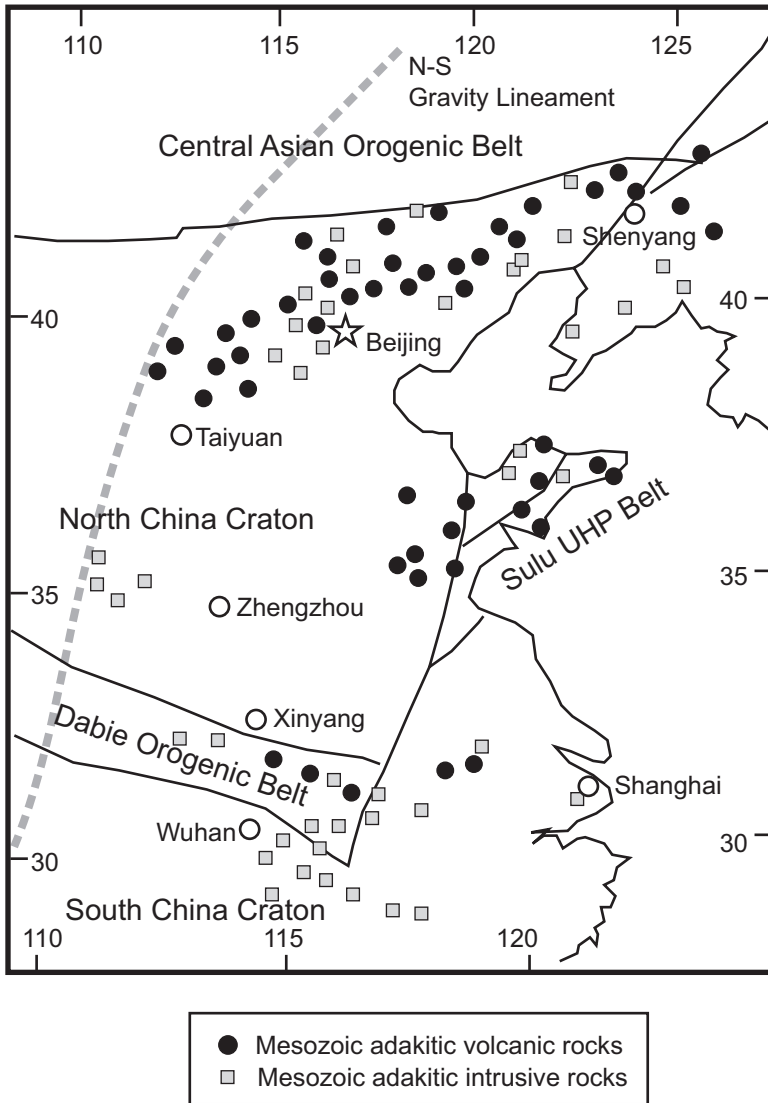 110 115 120 125
N-S
Gravity Lineament
Central Asian Orogenic Belt
Shenyang
40 40
Beijing
Taiyuan
North China Craton
Sulu UHP Belt
35 35
Zhengzhou
Xinyang
Dabie Orogenic Belt
Shanghai
Wuhan
30 30
South China Craton
110 115 120
Mesozoic adakitic volcanic rocks
Mesozoic adakitic intrusive rocks